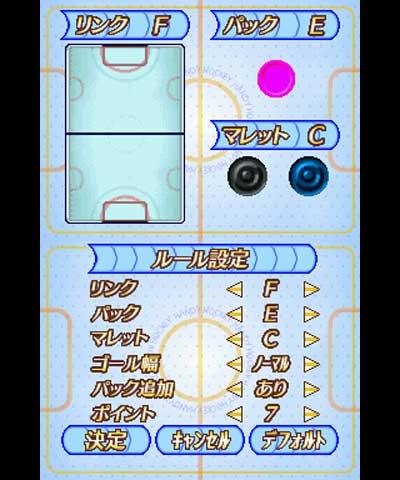 リンク F パック E
マレット C
ルール設定
リンク F
パック E
マレット C
ゴール幅 ノーマル
パック追加 あり
ポイント 7
決定 キャンセル デフォルト